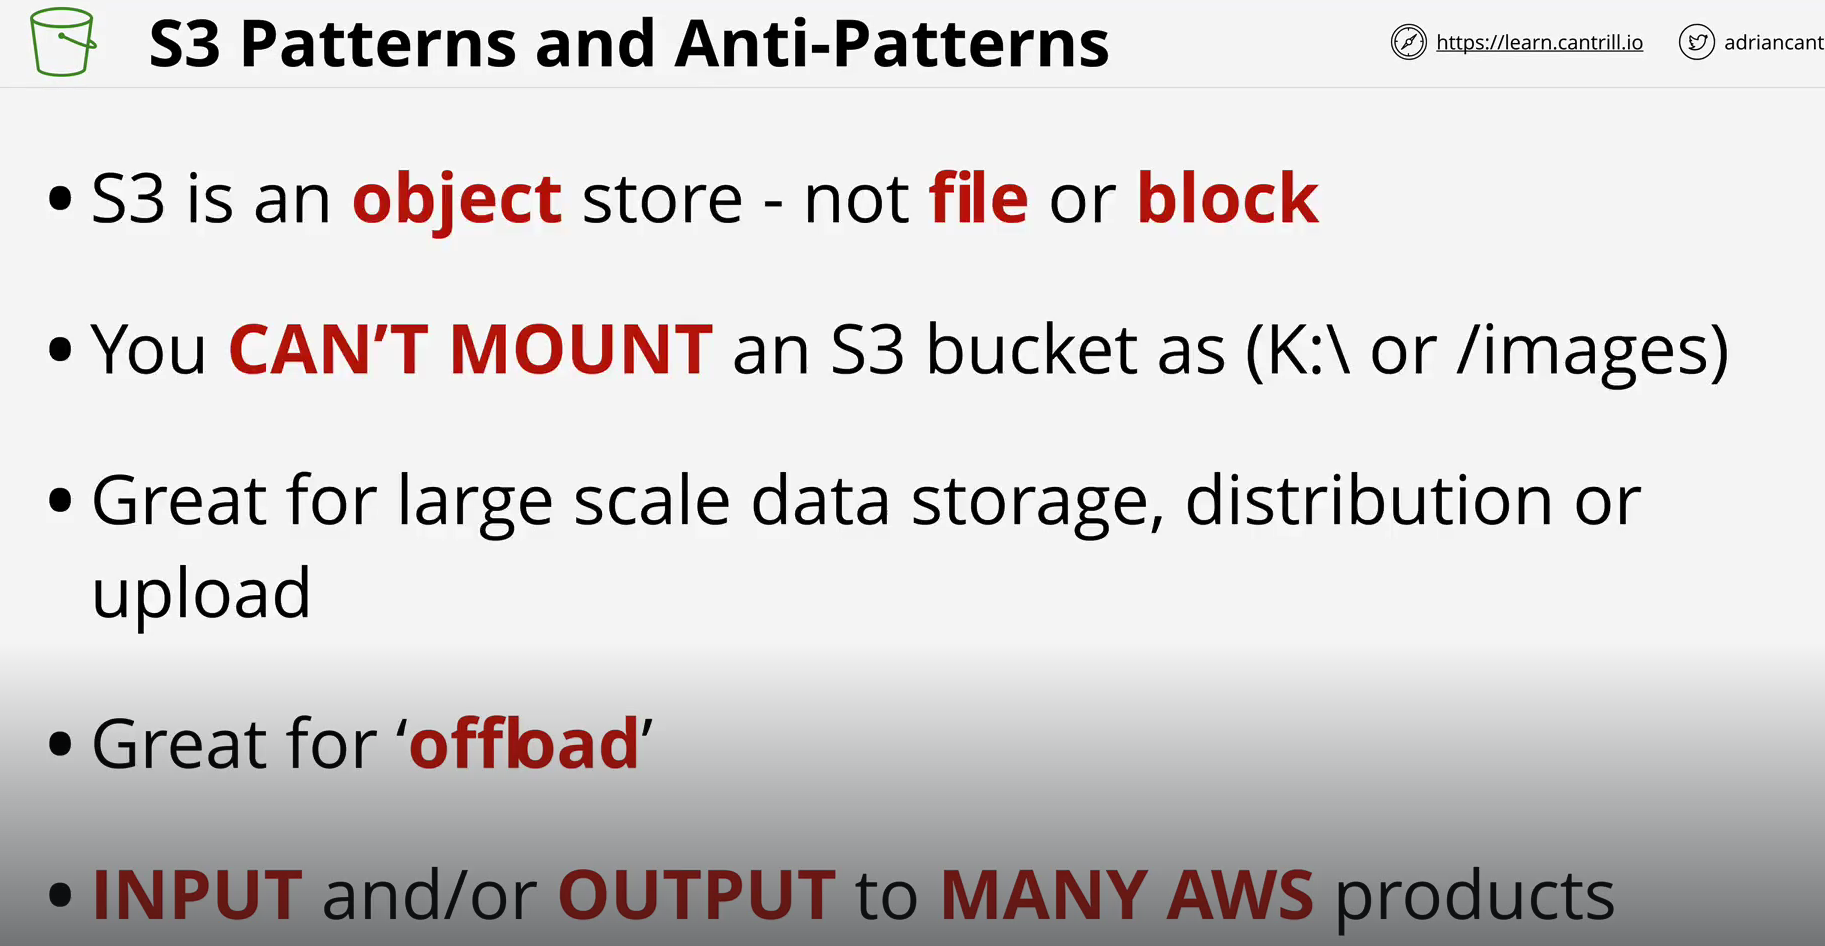 S3 Patterns and Anti-Patterns
https://learn.cantrill.io
adriancant
• S3 is an object store - not file or block
• You CAN’T MOUNT an S3 bucket as (K:\ or /images)
• Great for large scale data storage, distribution or
upload
• Great for ‘offload’
• INPUT and/or OUTPUT to MANY AWS products